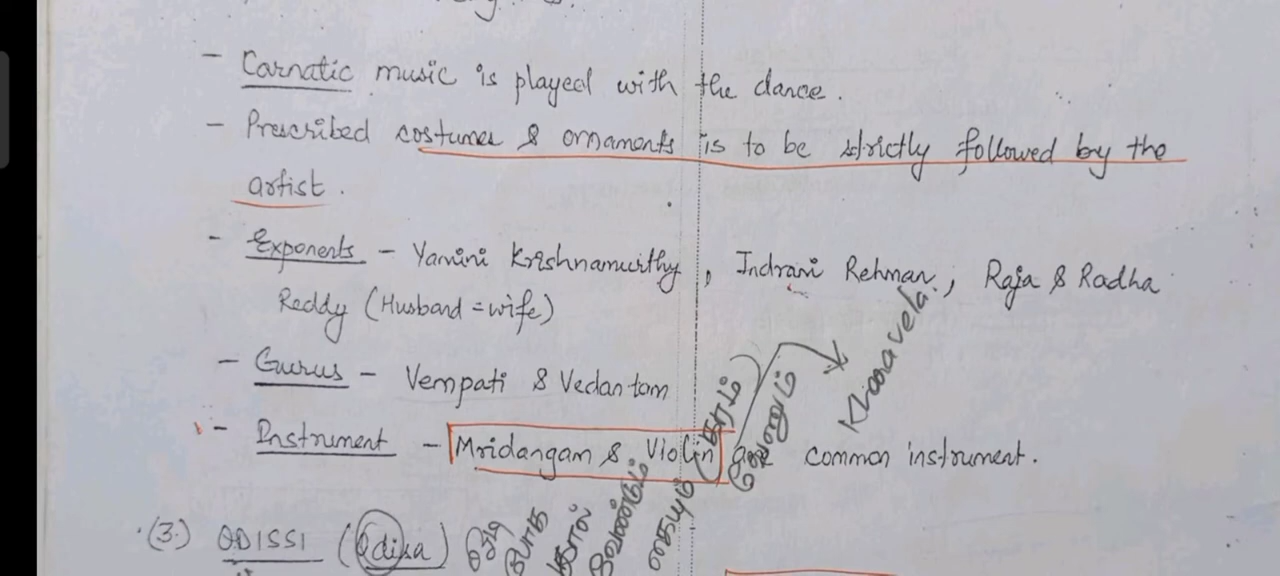 - Carnatic music is played with the dance.
- Prescribed costumes & ornaments is to be strictly followed by the
artist.
- Exponents - Yamini Krishnamurthy, Indrani Rehman, Raja & Radha
Reddy (Husband = wife)
- Gurus - Vempati & Vedantam
- Instrument - Mridangam & Violin are common instrument.
Kharavela
(3.) ODISSI (Odisa)